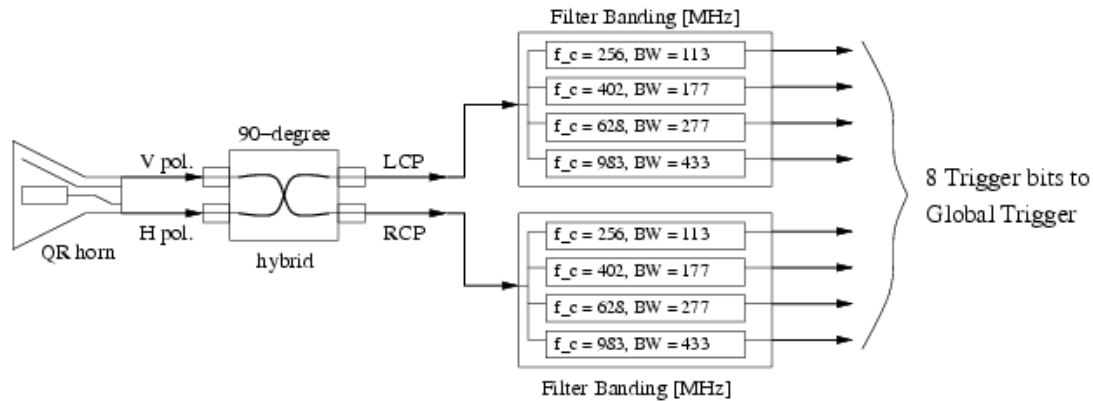 Filter Banding [MHz]
f_c = 256, BW = 113
f_c = 402, BW = 177
f_c = 628, BW = 277
f_c = 983, BW = 433
90−degree
V pol.
LCP
H pol.
RCP
QR horn
hybrid
8 Trigger bits to
Global Trigger
f_c = 256, BW = 113
f_c = 402, BW = 177
f_c = 628, BW = 277
f_c = 983, BW = 433
Filter Banding [MHz]